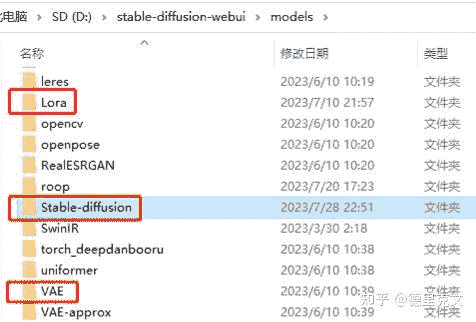 比电脑 > SD (D:) > stable-diffusion-webui > models >
名称 修改日期 类型
leres 2023/6/10 10:19 文件夹
Lora 2023/7/10 21:57 文件夹
opencv 2023/6/10 10:20 文件夹
openpose 2023/6/10 10:20 文件夹
RealESRGAN 2023/6/10 10:20 文件夹
roop 2023/7/20 17:23 文件夹
Stable-diffusion 2023/7/28 22:51 文件夹
SwinIR 2023/3/30 2:18 文件夹
torch_deepdanbooru 2023/6/10 10:38 文件夹
uniformer 2023/6/10 10:38 文件夹
VAE 2023/6/10 10:39 文件夹
VAE-approx 2023/6/10 10:39 文件夹
知乎 @德里克文